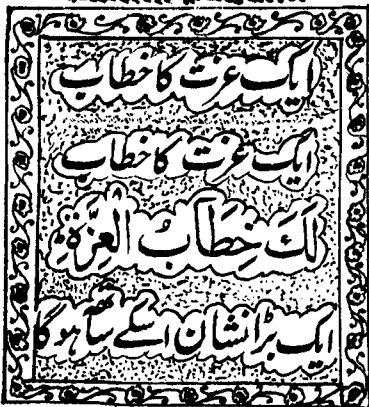 ایک عزت کا خطاب
ایک عزت کا خطاب
لَكَ خِطَابُ الْعِزَّةِ
ایک بڑا نشان اسکے ساتھ ہوگا